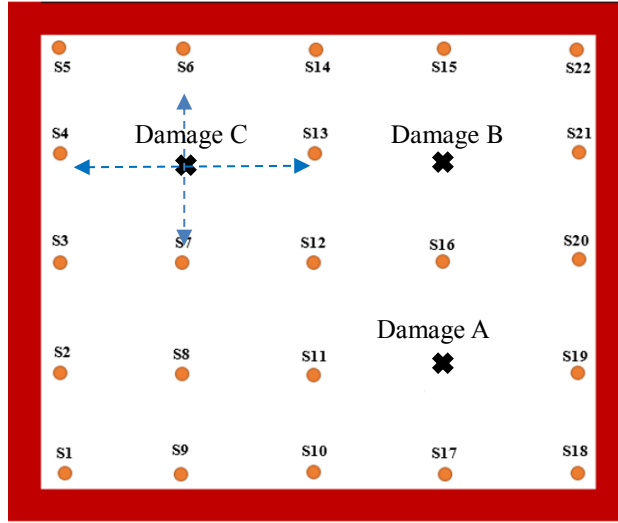 S5 S6 S14 S15 S22
S4 Damage C S13 Damage B S21
S3 S7 S12 S16 S20
Damage A
S2 S8 S11 S19
S1 S9 S10 S17 S18